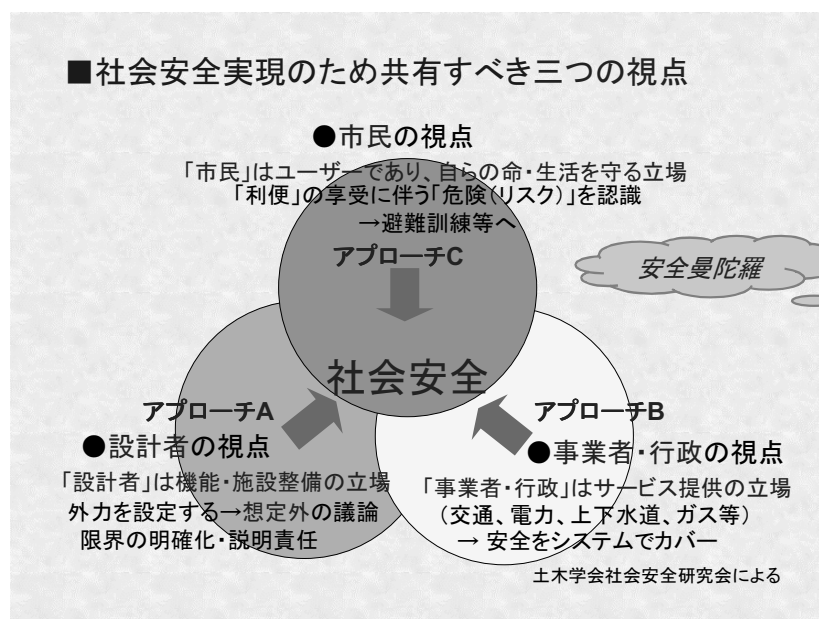 ■社会安全実現のため共有すべき三つの視点
●市民の視点
「市民」はユーザーであり、自らの命・生活を守る立場
「利便」の享受に伴う「危険(リスク)」を認識
→避難訓練等へ
アプローチC
安全曼陀羅
社会安全
アプローチA
●設計者の視点
「設計者」は機能・施設整備の立場
外力を設定する→想定外の議論
限界の明確化・説明責任
アプローチB
●事業者・行政の視点
「事業者・行政」はサービス提供の立場
（交通、電力、上下水道、ガス等）
→ 安全をシステムでカバー
土木学会社会安全研究会による